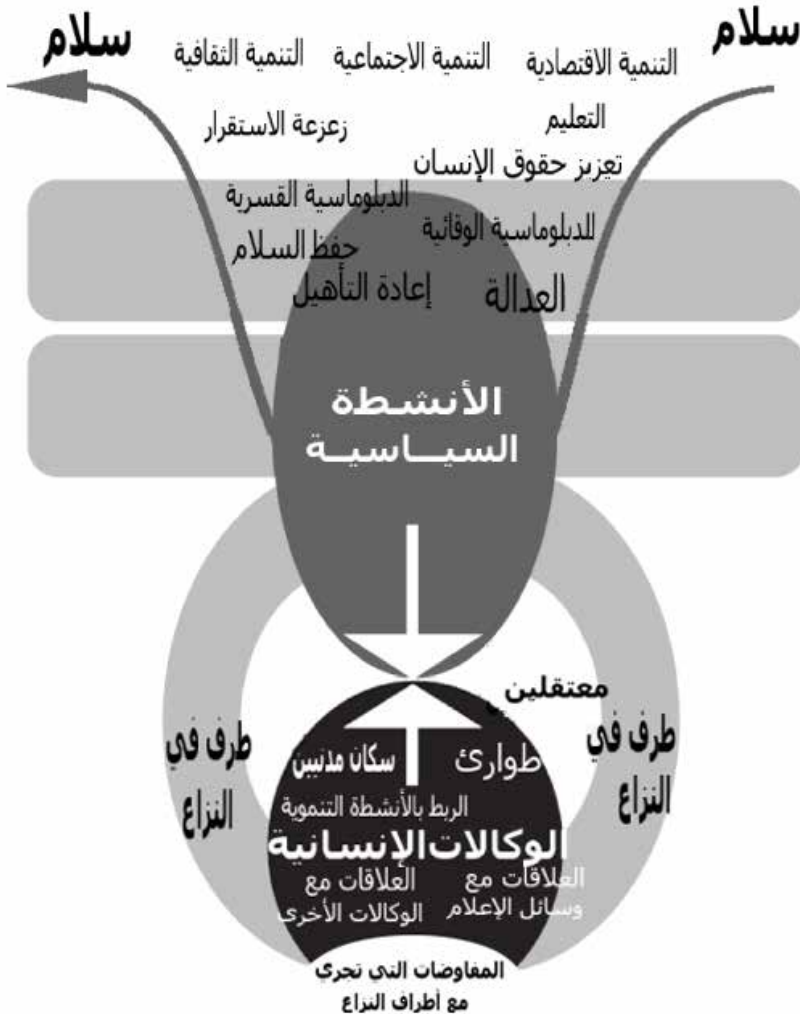 سلام
سلام
التنمية الاقتصادية
التنمية الاجتماعية
التنمية الثقافية
التعليم
زعزعة الاستقرار
تعزيز حقوق الإنسان
الدبلوماسية القسرية
للدبلوماسية الوقائية
حفظ السلام
العدالة
إعادة التأهيل
الأنشطة
السياسية
معتقلين
طرف في
النزاع
طرف في
النزاع
طوارئ
سكان مدنيين
الربط بالأنشطة التنموية
الوكالات الإنسانية
العلاقات مع
وسائل الإعلام
العلاقات مع
الوكالات الأخرى
المفاوضات التي تجري
مع أطراف النزاع